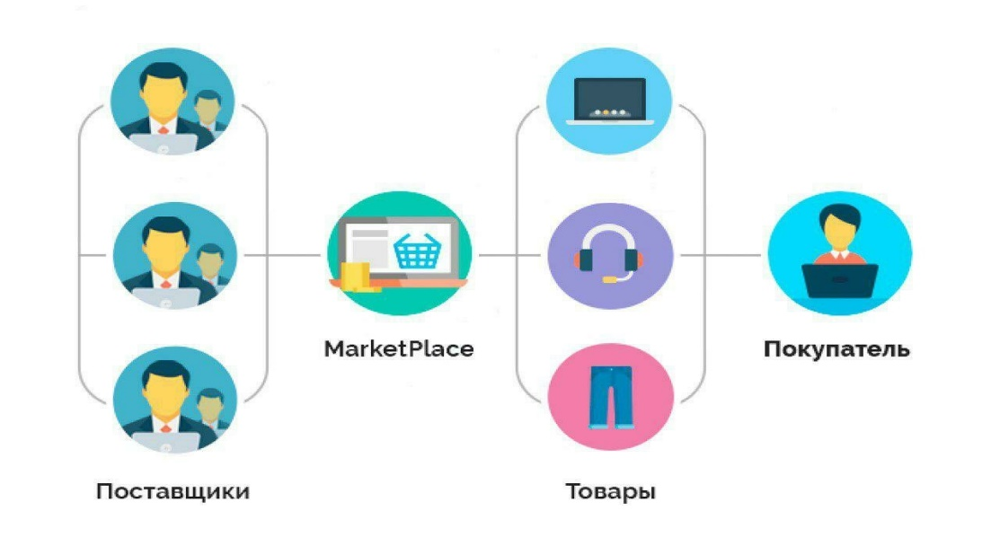 MarketPlace
Покупатель
Поставщики
Товары